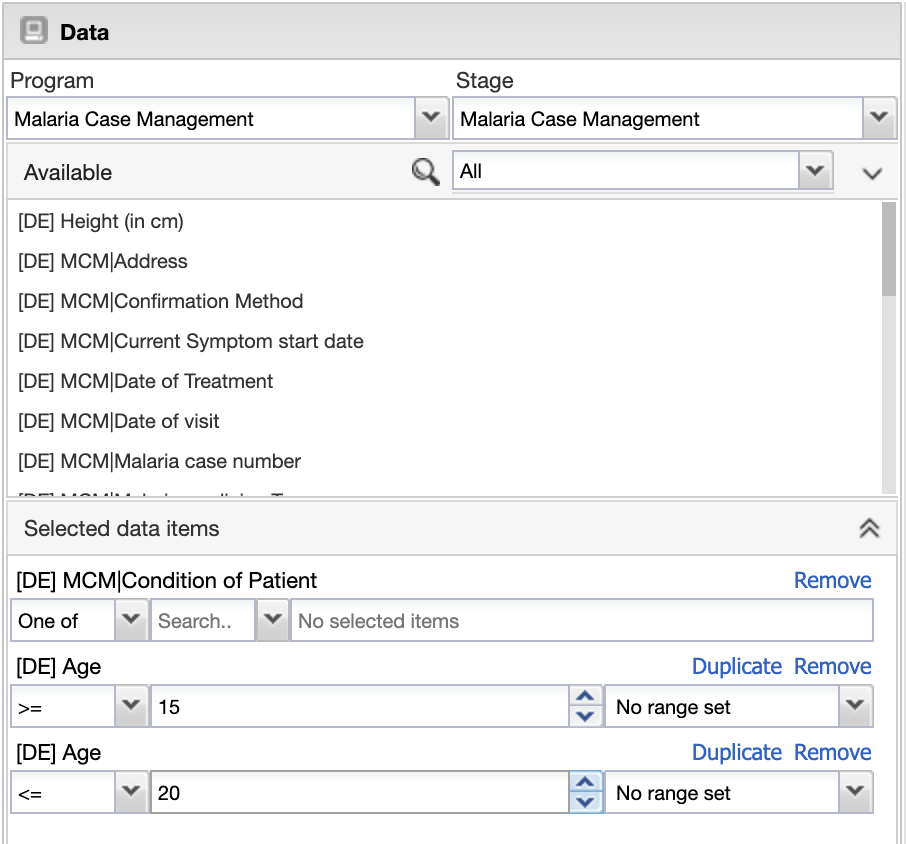 Data
Program Stage
Malaria Case Management Malaria Case Management
Available All
[DE] Height (in cm)
[DE] MCM|Address
[DE] MCM|Confirmation Method
[DE] MCM|Current Symptom start date
[DE] MCM|Date of Treatment
[DE] MCM|Date of visit
[DE] MCM|Malaria case number
Selected data items
[DE] MCM|Condition of Patient Remove
One of Search.. No selected items
[DE] Age Duplicate Remove
>= 15 No range set
[DE] Age Duplicate Remove
<= 20 No range set